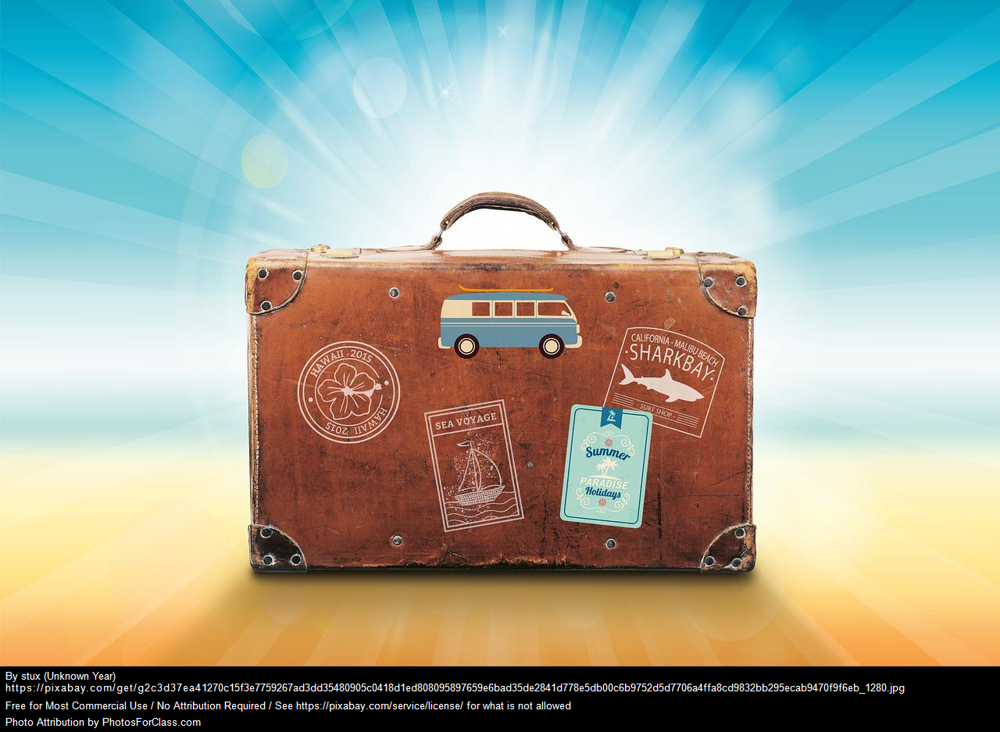 HAWAII 2015
HAWAII 2015
SEA VOYAGE
CALIFORNIA - MALIBU BEACH
·SHARKBAY·
- SURF SHOP -
Summer
PARADISE
Holidays
By stux (Unknown Year)
https://pixabay.com/get/g2c3d37ea41270c15f3e7759267ad3dd35480905c0418d1ed808095897659e6bad35de2841d778e5db00c6b9752d5d7706a4ffa8cd9832bb295ecab9470f9f6eb_1280.jpg
Free for Most Commercial Use / No Attribution Required / See https://pixabay.com/service/license/ for what is not allowed
Photo Attribution by PhotosForClass.com